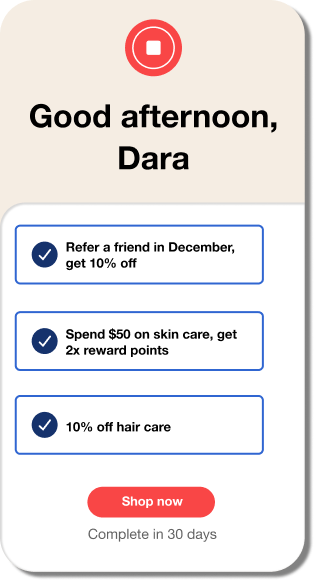 Good afternoon,
Dara
Refer a friend in December,
get 10% off
Spend $50 on skin care, get
2x reward points
10% off hair care
Shop now
Complete in 30 days